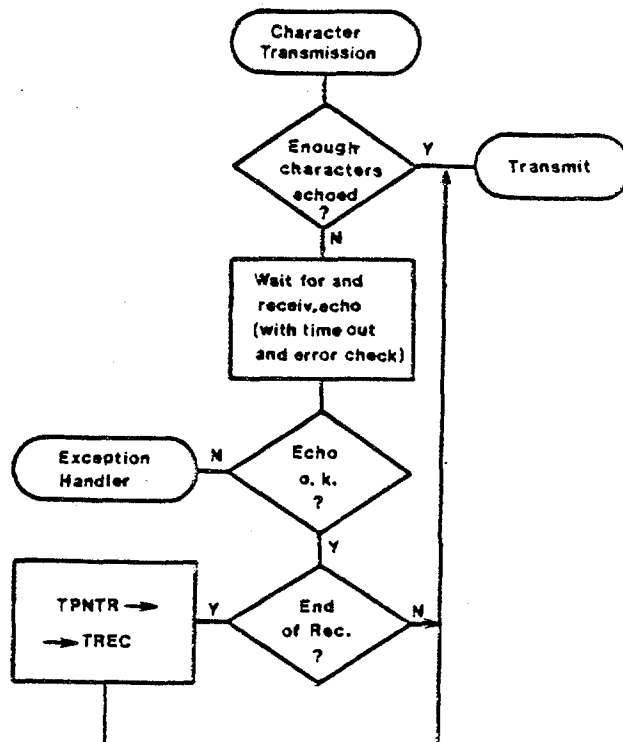 Character
Transmission
Enough
characters
echoed
?
Y
Transmit
N
Wait for and
receiv.echo
(with time out
and error check)
Exception
Handler
N
Echo
o. k.
?
Y
TPNTR →
→ TREC
Y
End
of Rec.
?
N